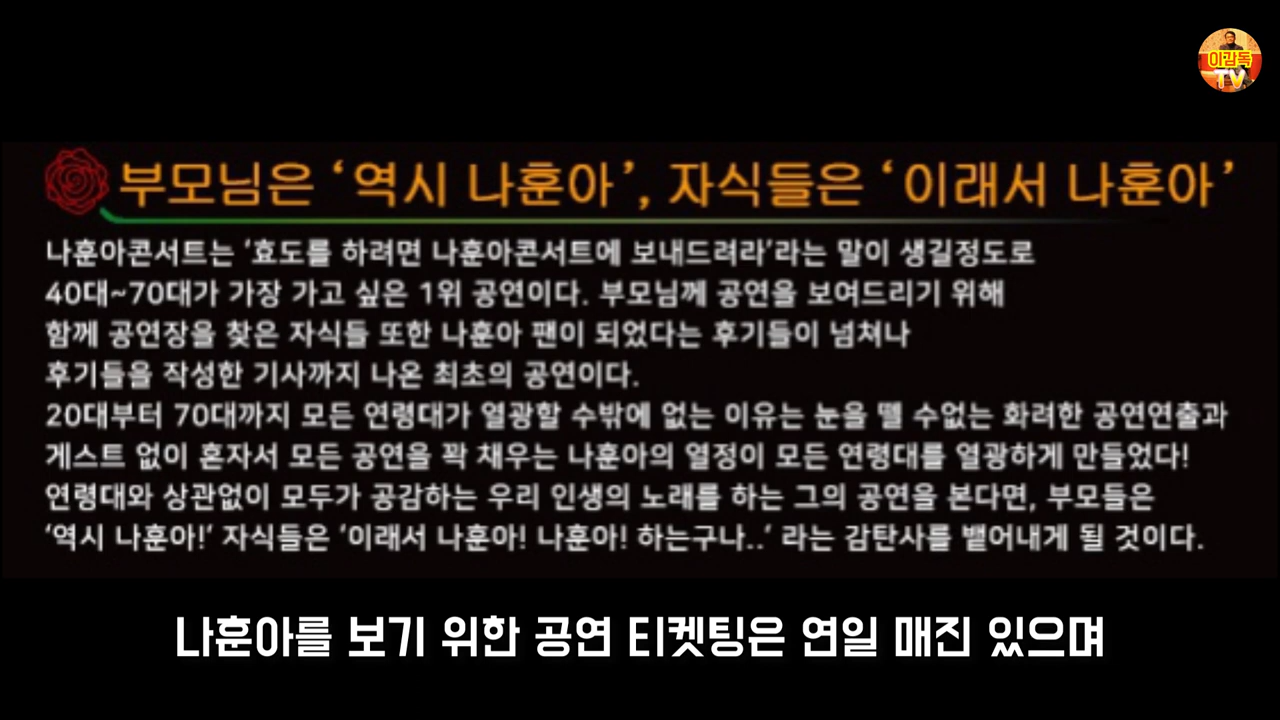 이감독
TV
부모님은 ‘역시 나훈아’, 자식들은 ‘이래서 나훈아’
나훈아콘서트는 ‘효도를 하려면 나훈아콘서트에 보내드려라’라는 말이 생길정도로
40대~70대가 가장 가고 싶은 1위 공연이다. 부모님께 공연을 보여드리기 위해
함께 공연장을 찾은 자식들 또한 나훈아 팬이 되었다는 후기들이 넘쳐나
후기들을 작성한 기사까지 나온 최초의 공연이다.
20대부터 70대까지 모든 연령대가 열광할 수밖에 없는 이유는 눈을 뗄 수없는 화려한 공연연출과
게스트 없이 혼자서 모든 공연을 꽉 채우는 나훈아의 열정이 모든 연령대를 열광하게 만들었다!
연령대와 상관없이 모두가 공감하는 우리 인생의 노래를 하는 그의 공연을 본다면, 부모들은
‘역시 나훈아!’ 자식들은 ‘이래서 나훈아! 나훈아! 하는구나..’ 라는 감탄사를 뱉어내게 될 것이다.
나훈아를 보기 위한 공연 티켓팅은 연일 매진 있으며